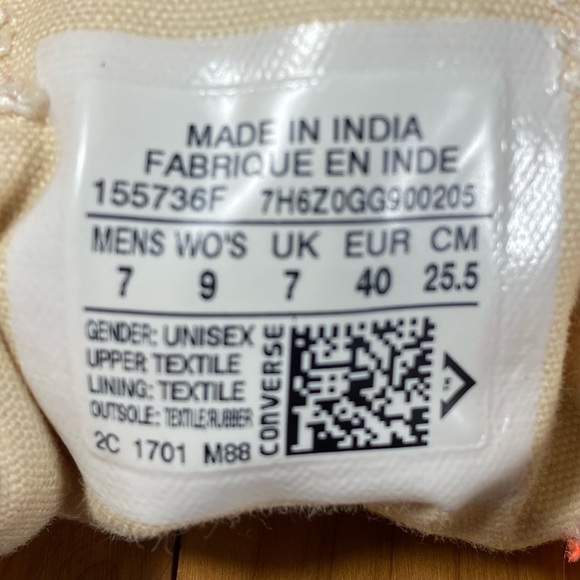 MADE IN INDIA
FABRIQUE EN INDE
155736F 7H6Z0GG900205
MENS WO'S UK EUR CM
7 9 7 40 25.5
GENDER: UNISEX
UPPER TEXTILE
LINING: TEXTILE
OUTSOLE: TEXTILE/RUBBER
2C 1701 M88
CONVERSE
TM